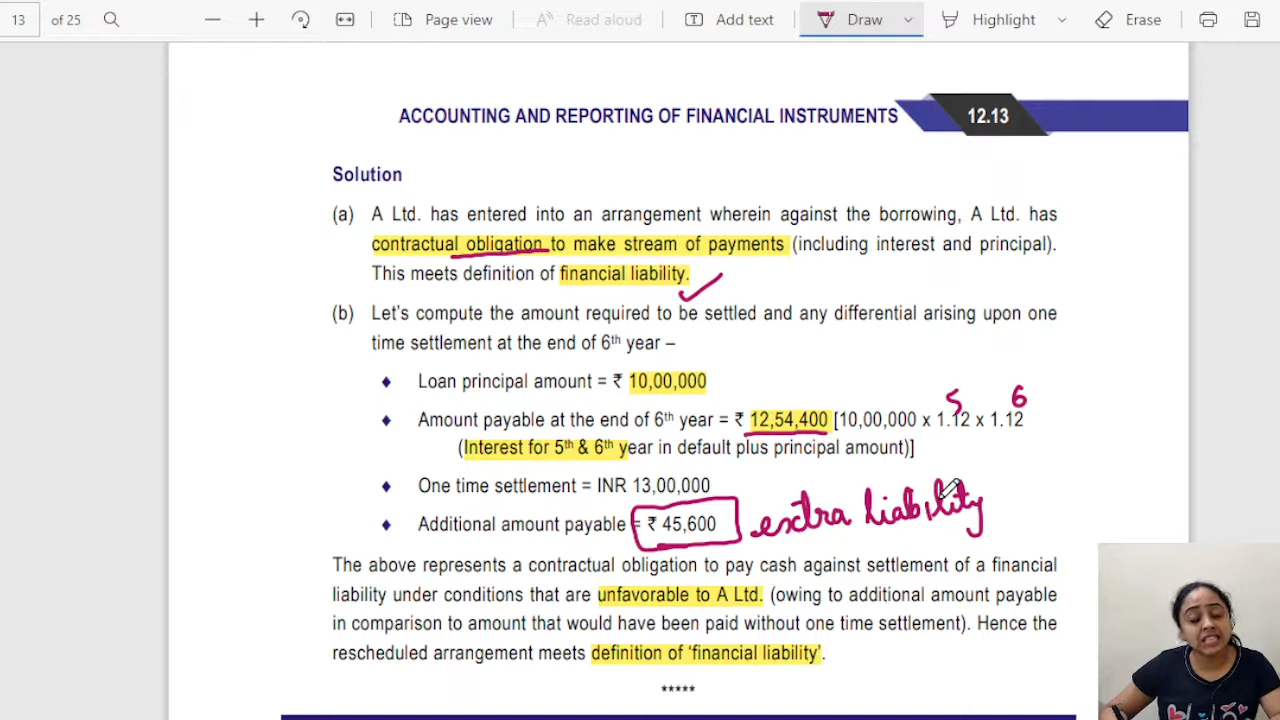 13 of 25 Page view Read aloud Add text Draw Highlight Erase
ACCOUNTING AND REPORTING OF FINANCIAL INSTRUMENTS 12.13
Solution
(a) A Ltd. has entered into an arrangement wherein against the borrowing, A Ltd. has
contractual obligation to make stream of payments (including interest and principal).
This meets definition of financial liability.
(b) Let's compute the amount required to be settled and any differential arising upon one
time settlement at the end of 6th year –
♦ Loan principal amount = ₹ 10,00,000
5 6
♦ Amount payable at the end of 6th year = ₹ 12,54,400 [10,00,000 x 1.12 x 1.12
(Interest for 5th & 6th year in default plus principal amount)]
♦ One time settlement = INR 13,00,000
♦ Additional amount payable = ₹ 45,600 extra liability
The above represents a contractual obligation to pay cash against settlement of a financial
liability under conditions that are unfavorable to A Ltd. (owing to additional amount payable
in comparison to amount that would have been paid without one time settlement). Hence the
rescheduled arrangement meets definition of 'financial liability'.
*****